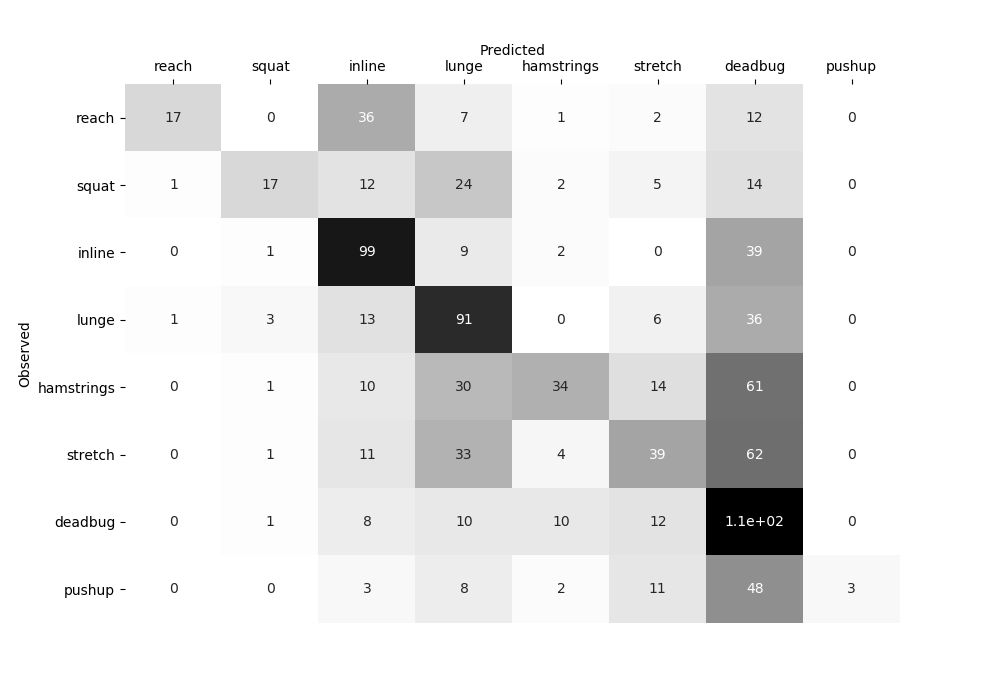 Predicted
reach squat inline lunge hamstrings stretch deadbug pushup
reach 17 0 36 7 1 2 12 0
squat 1 17 12 24 2 5 14 0
inline 0 1 99 9 2 0 39 0
lunge 1 3 13 91 0 6 36 0
Observed
hamstrings 0 1 10 30 34 14 61 0
stretch 0 1 11 33 4 39 62 0
deadbug 0 1 8 10 10 12 1.1e+02 0
pushup 0 0 3 8 2 11 48 3